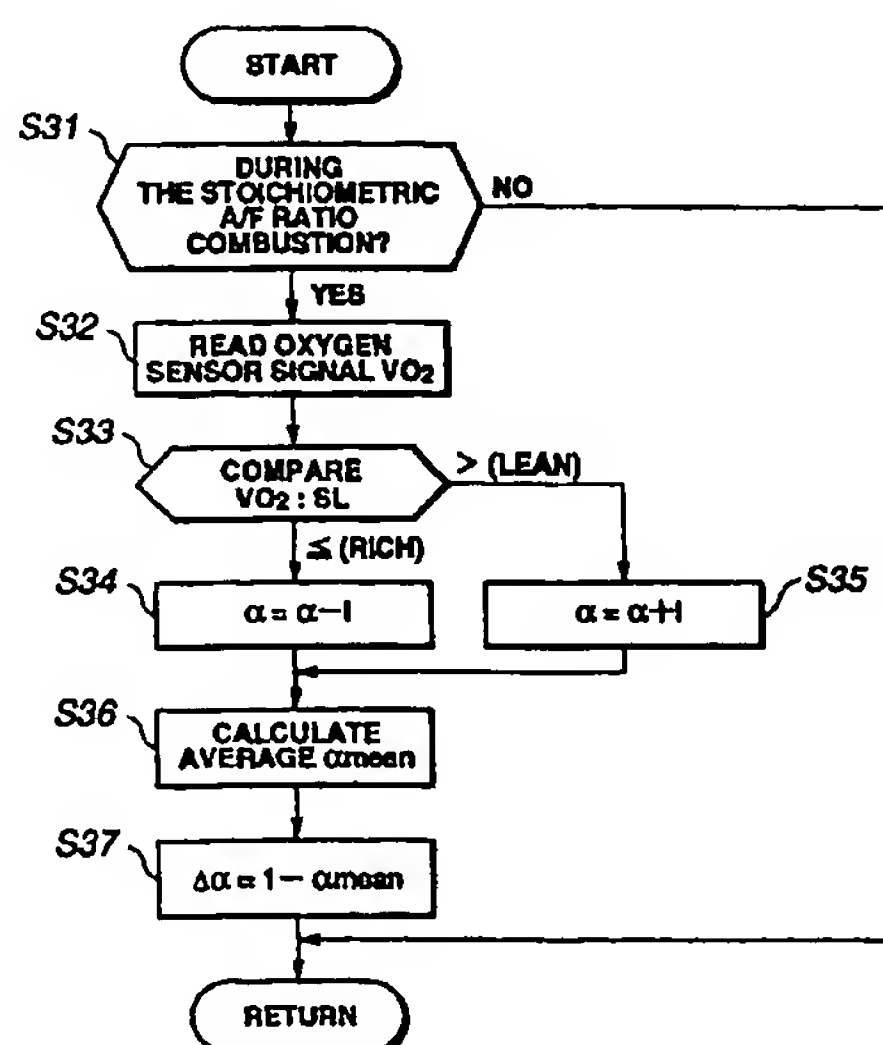 START
S31
DURING
THE STOICHIOMETRIC
A/F RATIO
COMBUSTION?
NO
YES
S32
READ OXYGEN
SENSOR SIGNAL VO₂
S33
COMPARE
VO₂ : SL
> (LEAN)
≦ (RICH)
S34
α = α − I
S35
α = α + I
S36
CALCULATE
AVERAGE αmean
S37
Δα = 1 − αmean
RETURN